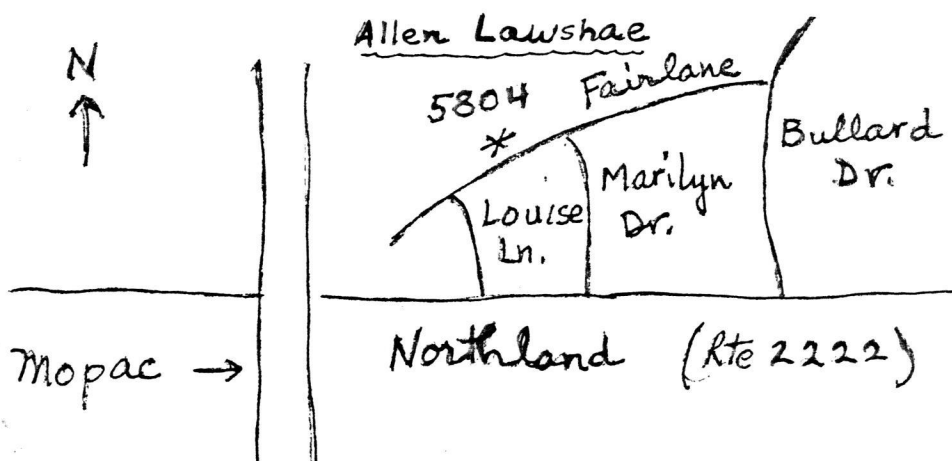 Allen Lawshae
N
5804
Fairlane
Bullard
Dr.
Marilyn
Dr.
Louise
Ln.
Mopac →
Northland (Rte 2222)